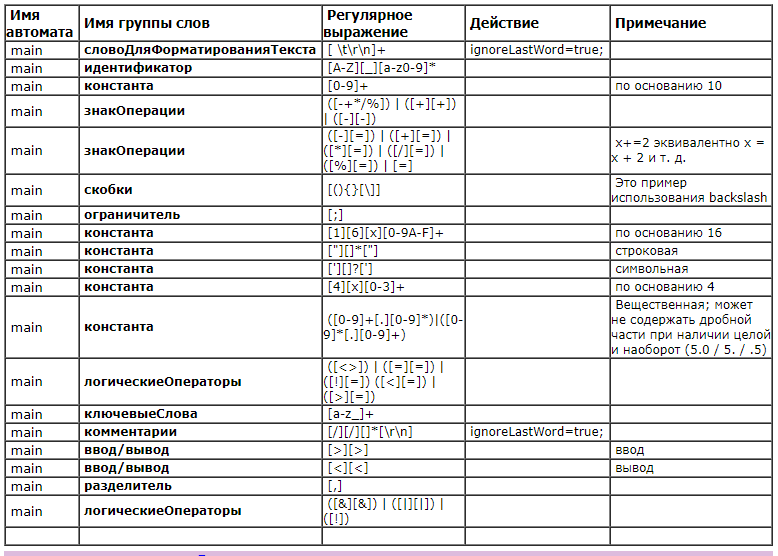 Имя автомата Имя группы слов Регулярное выражение Действие Примечание
main словоДляФорматированияТекста [ \t\r\n]+ ignoreLastWord=true;
main идентификатор [A-Z][_][a-z0-9]*
main константа [0-9]+ по основанию 10
main знакОперации ([-+*/%]) | ([+][+]) | ([-][-])
main знакОперации ([-][=]) | ([+][=]) | ([*][=]) | ([/][=]) | ([%][=]) | [=] x+=2 эквивалентно x = x + 2 и т. д.
main скобки [(){}[\]] Это пример использования backslash
main ограничитель [;]
main константа [1][6][x][0-9A-F]+ по основанию 16
main константа ["][]*["] строковая
main константа ['][]?['] символьная
main константа [4][x][0-3]+ по основанию 4
main константа ([0-9]+[.][0-9]*)|([0-9]*[.][0-9]+) Вещественная; может не содержать дробной части при наличии целой и наоборот (5.0 / 5. / .5)
main логическиеОператоры ([<>]) | ([=][=]) | ([!][=]) ([<][=]) | ([>][=])
main ключевыеСлова [a-z_]+
main комментарии [/][/][]*[\r\n] ignoreLastWord=true;
main ввод/вывод [>][>] ввод
main ввод/вывод [<][<] вывод
main разделитель [,]
main логическиеОператоры ([&][&]) | ([|][|]) | ([!])